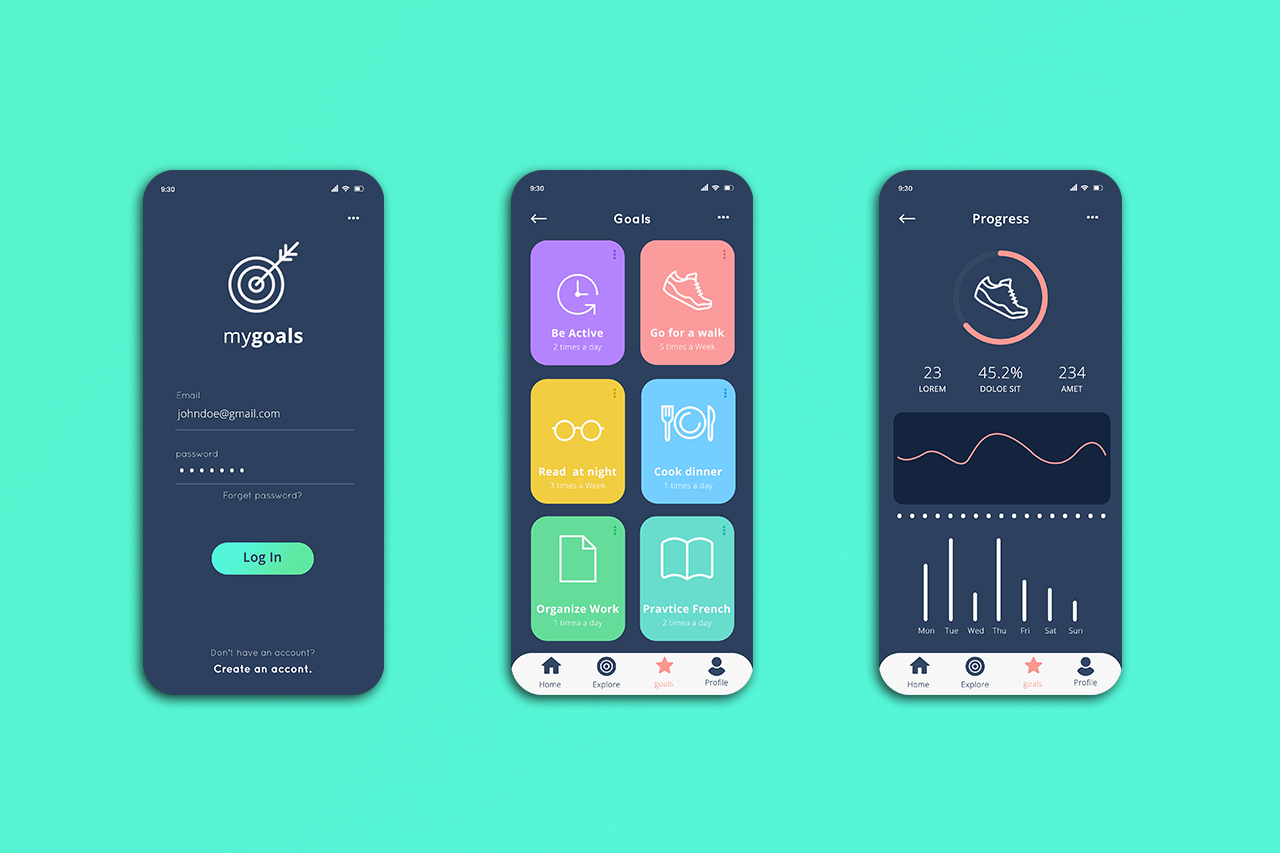 9:30
mygoals
Email
johndoe@gmail.com
password
Forget password?
Log In
Don't have an account?
Create an accont.
9:30
Goals
Be Active
2 times a day
Go for a walk
5 times a Week
Read at night
3 times a Week
Cook dinner
1 times a day
Organize Work
1 timea a day
Pravtice French
2 timea a day
Home
Explore
goals
Profile
9:30
Progress
23
LOREM
45.2%
DOLOE SIT
234
AMET
Mon Tue Wed Thu Fri Sat Sun
Home
Explore
goals
Profile